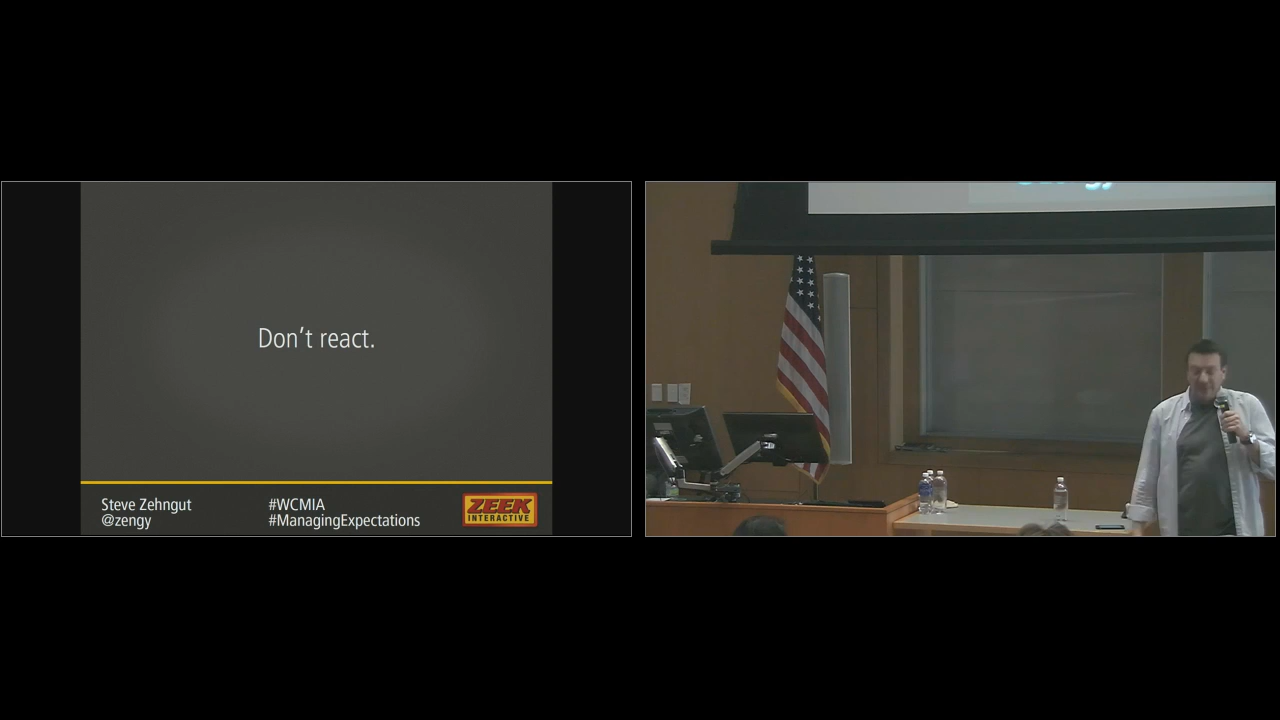 Don't react.
Steve Zehngut
@zengy
#WCMIA
#ManagingExpectations
ZEEK
INTERACTIVE